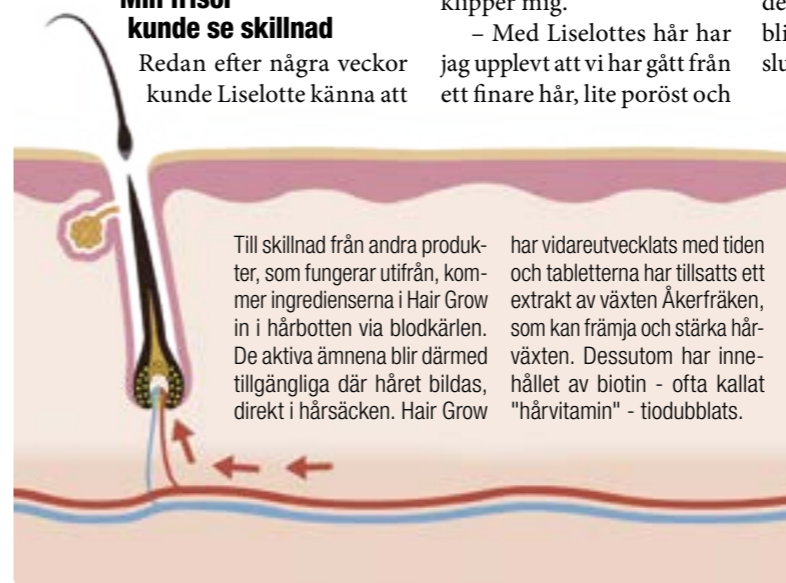 Min frisör
kunde se skillnad
Redan efter några veckor
kunde Liselotte känna att
klipper mig.
– Med Liselottes hår har
jag upplevt att vi har gått från
ett finare hår, lite poröst och
Till skillnad från andra produk-
ter, som fungerar utifrån, kom-
mer ingredienserna i Hair Grow
in i hårbotten via blodkärlen.
De aktiva ämnena blir därmed
tillgängliga där håret bildas,
direkt i hårsäcken. Hair Grow
har vidareutvecklats med tiden
och tabletterna har tillsatts ett
extrakt av växten Åkerfräken,
som kan främja och stärka hår-
växten. Dessutom har inne-
hållet av biotin - ofta kallat
"hårvitamin" - tiodubblats.